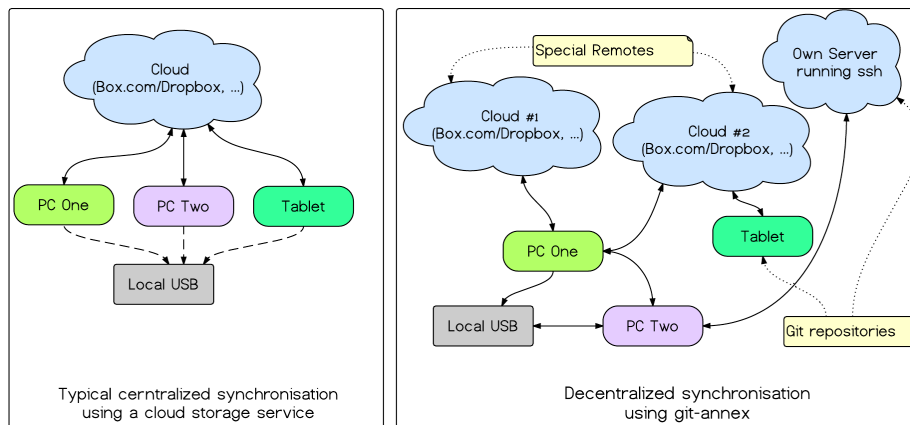 Cloud
(Box.com/Dropbox, ...)
PC One
PC Two
Tablet
Local USB
Typical cerntralized synchronisation
using a cloud storage service
Special Remotes
Own Server
running ssh
Cloud #1
(Box.com/Dropbox, ...)
Cloud #2
(Box.com/Dropbox, ...)
Tablet
PC One
Local USB
PC Two
Git repositories
Decentralized synchronisation
using git-annex